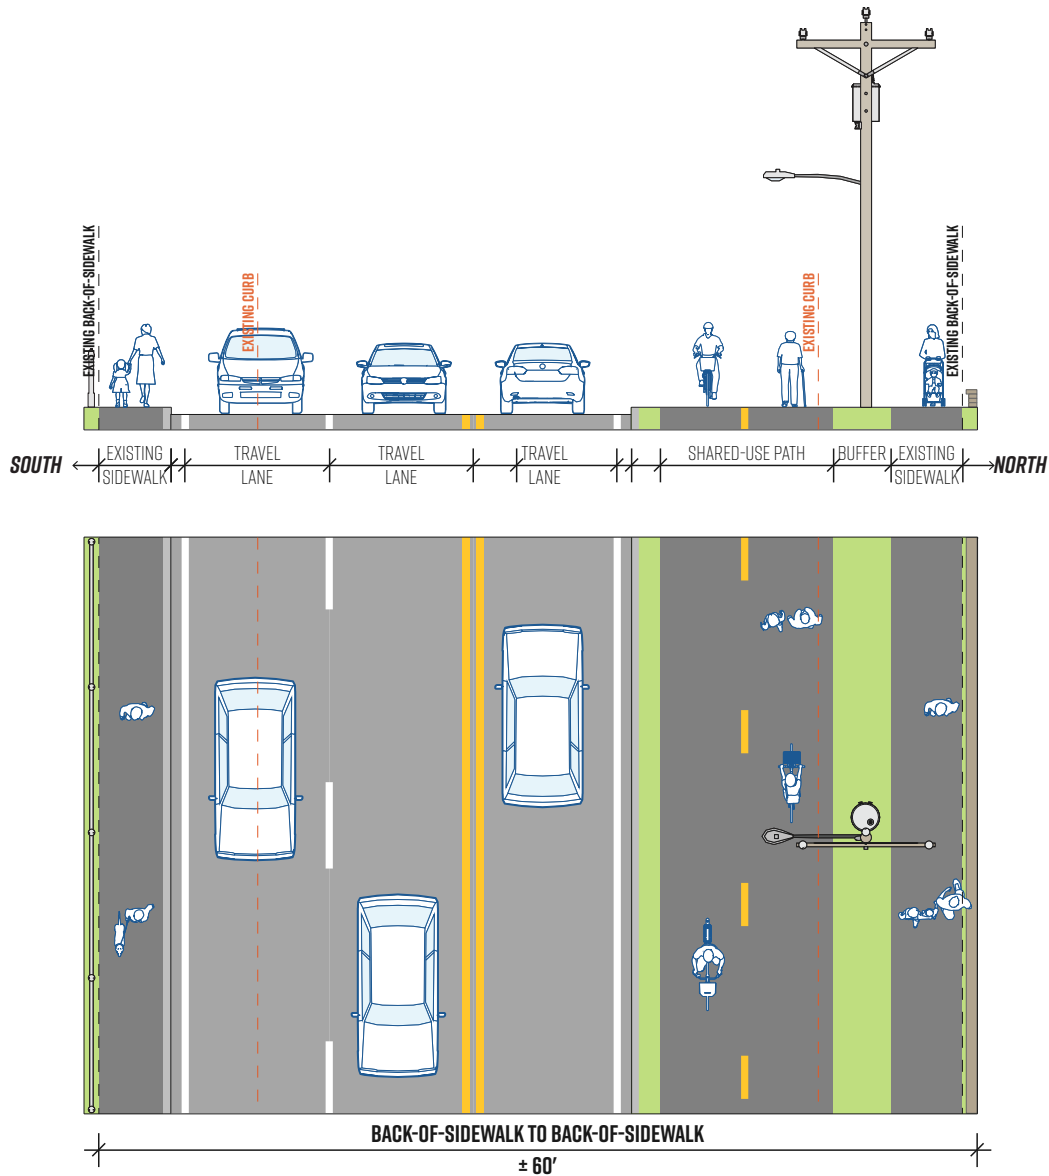 EXISTING BACK-OF-SIDEWALK
EXISTING CURB
EXISTING CURB
EXISTING BACK-OF-SIDEWALK
SOUTH
EXISTING
SIDEWALK
TRAVEL
LANE
TRAVEL
LANE
TRAVEL
LANE
SHARED-USE PATH
BUFFER
EXISTING
SIDEWALK
NORTH
BACK-OF-SIDEWALK TO BACK-OF-SIDEWALK
± 60'